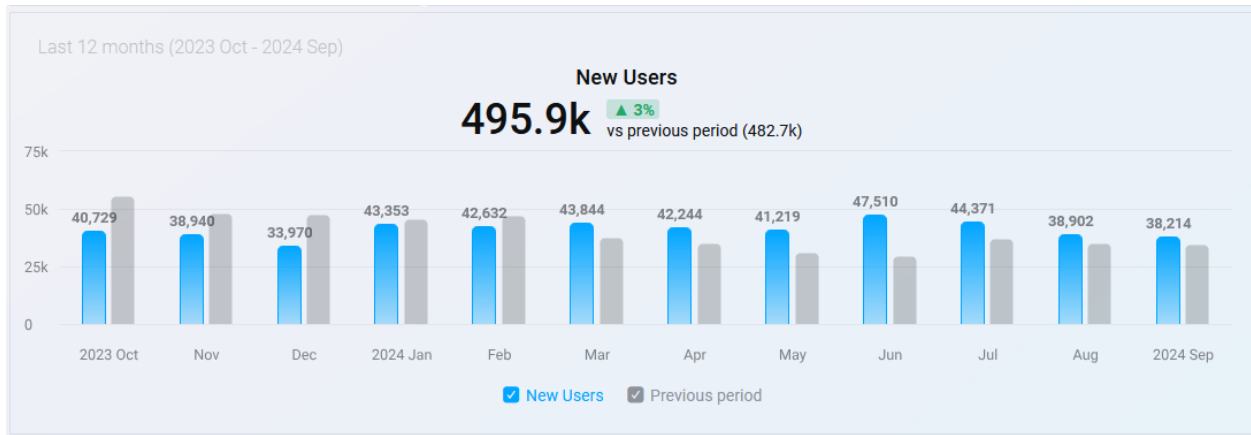 Last 12 months (2023 Oct - 2024 Sep)
New Users
495.9k ▲ 3%
vs previous period (482.7k)
75k
50k
25k
0
40,729 38,940 33,970 43,353 42,632 43,844 42,244 41,219 47,510 44,371 38,902 38,214
2023 Oct Nov Dec 2024 Jan Feb Mar Apr May Jun Jul Aug 2024 Sep
New Users Previous period